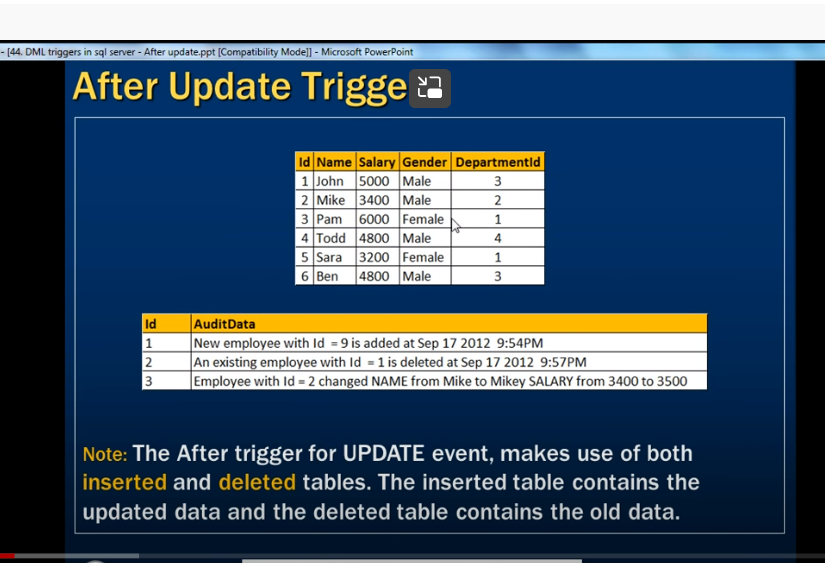 - [44. DML triggers in sql server - After update.ppt [Compatibility Mode]] - Microsoft PowerPoint
After Update Trigge
Id Name Salary Gender DepartmentId
1 John 5000 Male 3
2 Mike 3400 Male 2
3 Pam 6000 Female 1
4 Todd 4800 Male 4
5 Sara 3200 Female 1
6 Ben 4800 Male 3
Id AuditData
1 New employee with Id = 9 is added at Sep 17 2012 9:54PM
2 An existing employee with Id = 1 is deleted at Sep 17 2012 9:57PM
3 Employee with Id = 2 changed NAME from Mike to Mikey SALARY from 3400 to 3500
Note: The After trigger for UPDATE event, makes use of both
inserted and deleted tables. The inserted table contains the
updated data and the deleted table contains the old data.